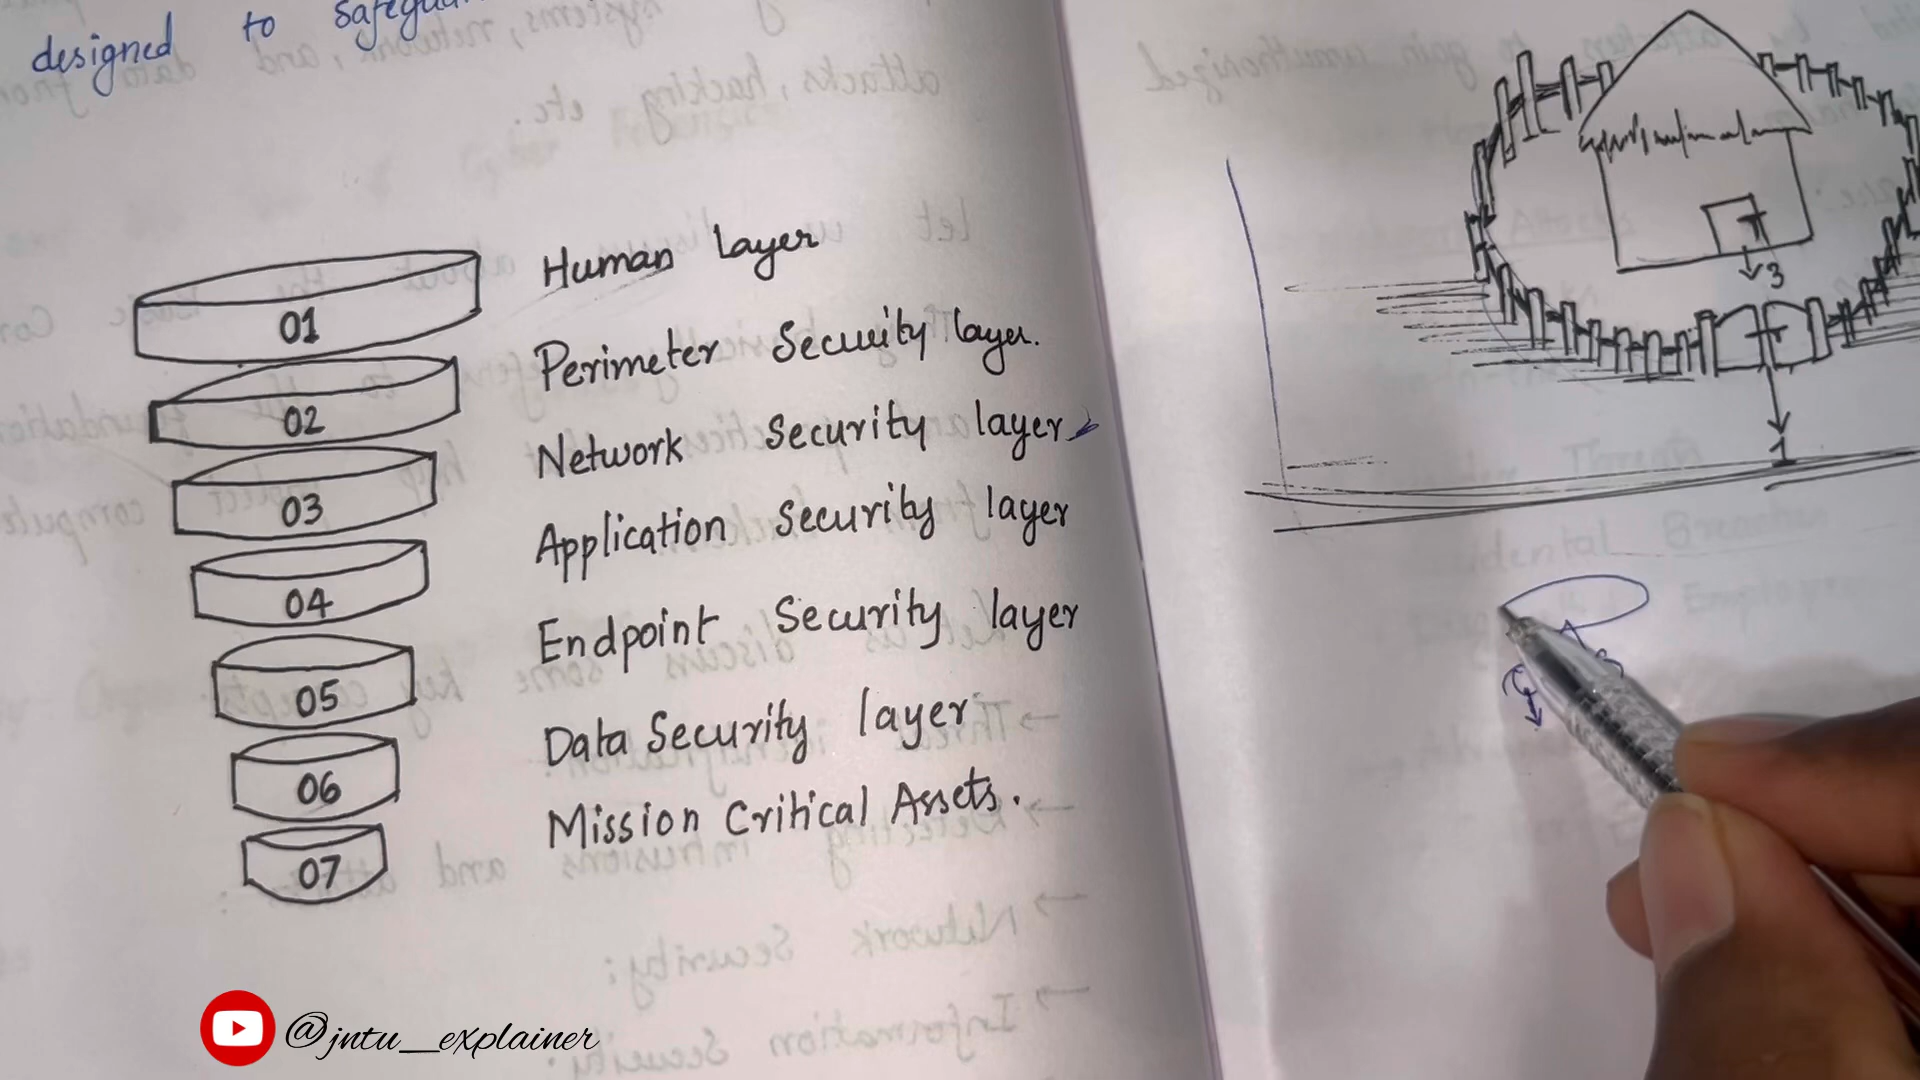 designed to safegua
01 Human layer
02 Perimeter Security layer.
03 Network Security layer
04 Application Security layer
05 Endpoint Security layer
06 Data Security layer
07 Mission Critical Assets.
3
1
@jntu_explainer